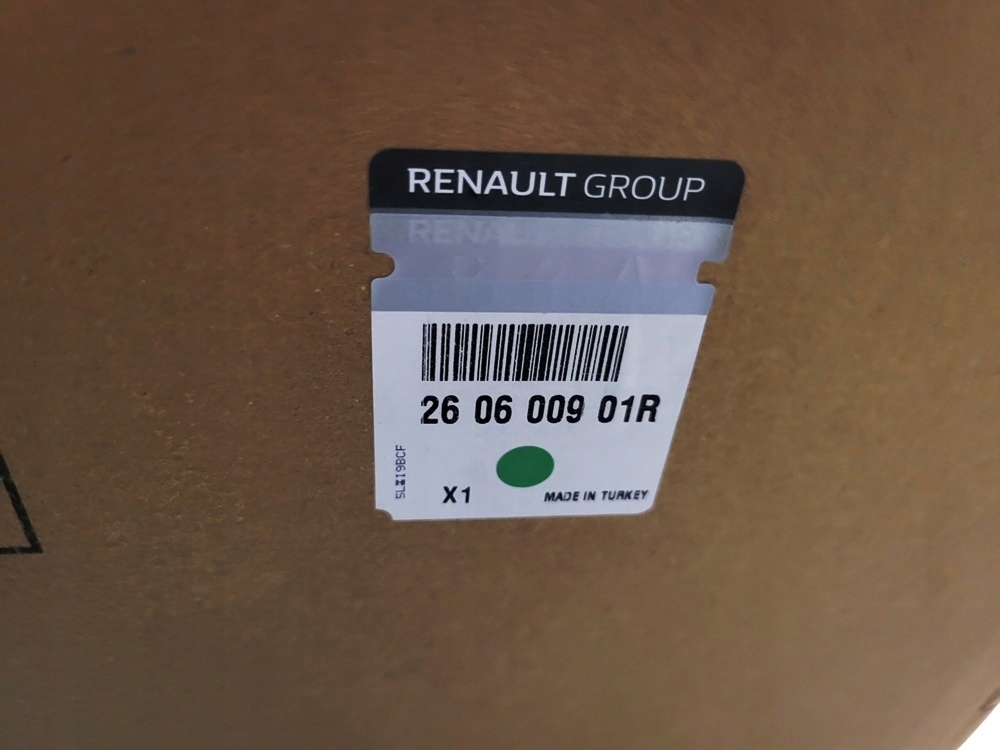 RENAULT GROUP
26 06 009 01R
X1
MADE IN TURKEY